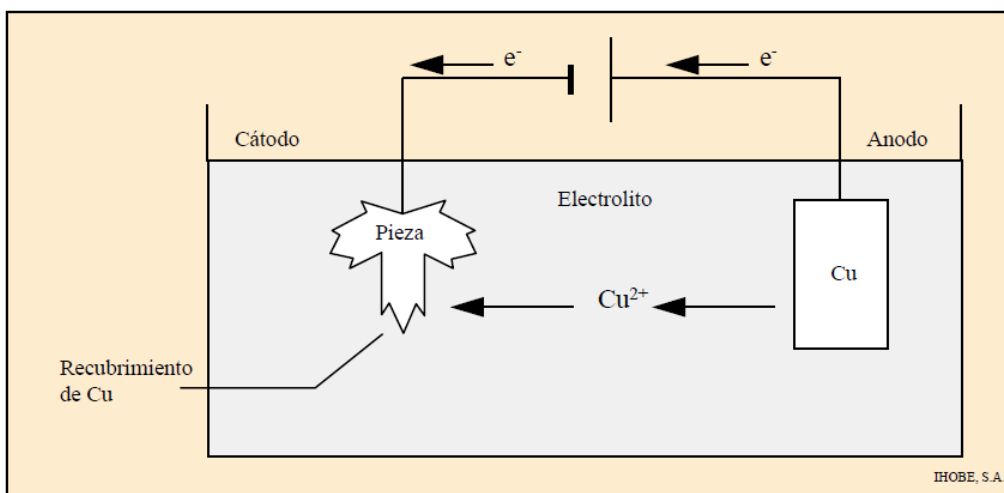 e⁻
e⁻
Cátodo
Anodo
Electrolito
Pieza
Cu
Cu²⁺
Recubrimiento
de Cu
IHOBE, S.A.